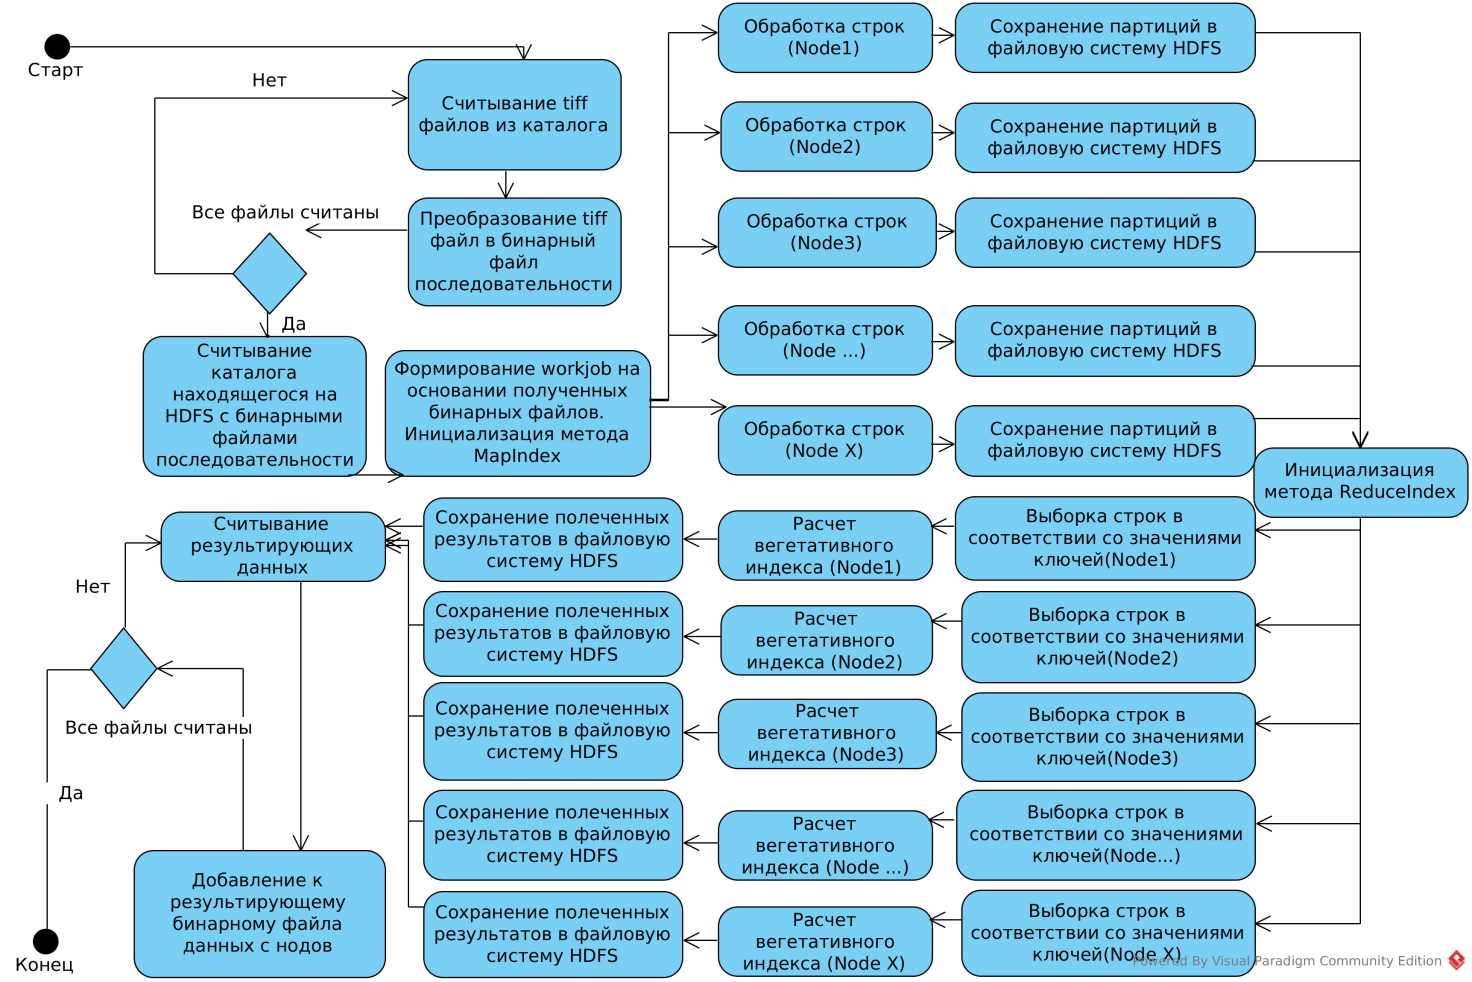 Старт
Нет
Считывание tiff
файлов из каталога
Преобразование tiff
файл в бинарный
файл
последовательности
Все файлы считаны
Да
Считывание
каталога
находящегося на
HDFS с бинарными
файлами
последовательности
Формирование workjob на
основании полученных
бинарных файлов.
Инициализация метода
MapIndex
Обработка строк
(Node1)
Сохранение партиций в
файловую систему HDFS
Обработка строк
(Node2)
Сохранение партиций в
файловую систему HDFS
Обработка строк
(Node3)
Сохранение партиций в
файловую систему HDFS
Обработка строк
(Node ...)
Сохранение партиций в
файловую систему HDFS
Обработка строк
(Node X)
Сохранение партиций в
файловую систему HDFS
Инициализация
метода ReduceIndex
Выборка строк в
соответствии со значениями
ключей(Node1)
Расчет
вегетативного
индекса (Node1)
Сохранение полеченных
результатов в файловую
систему HDFS
Выборка строк в
соответствии со значениями
ключей(Node2)
Расчет
вегетативного
индекса (Node2)
Сохранение полеченных
результатов в файловую
систему HDFS
Выборка строк в
соответствии со значениями
ключей(Node3)
Расчет
вегетативного
индекса (Node3)
Сохранение полеченных
результатов в файловую
систему HDFS
Выборка строк в
соответствии со значениями
ключей(Node...)
Расчет
вегетативного
индекса (Node ...)
Сохранение полеченных
результатов в файловую
систему HDFS
Выборка строк в
соответствии со значениями
ключей(Node X)
Расчет
вегетативного
индекса (Node X)
Сохранение полеченных
результатов в файловую
систему HDFS
Считывание
результирующих
данных
Нет
Все файлы считаны
Да
Добавление к
результирующему
бинарному файла
данных с нодов
Конец
Powered By Visual Paradigm Community Edition